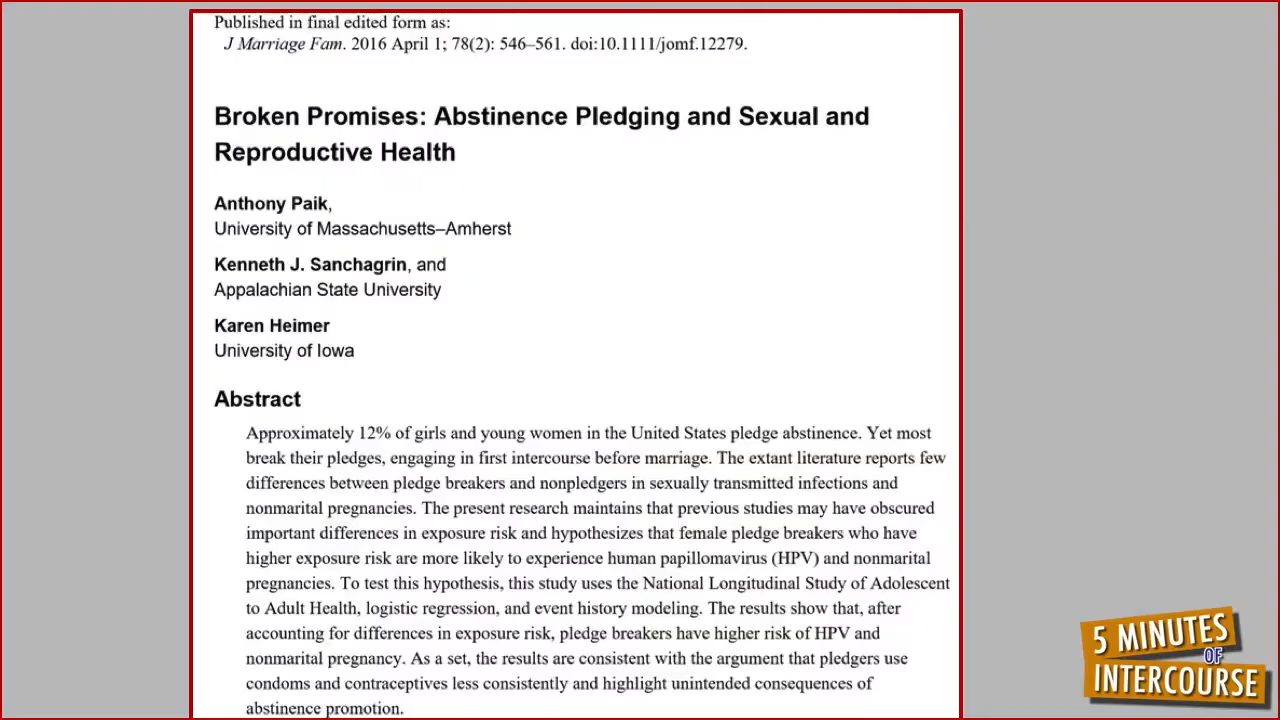 Published in final edited form as:
J Marriage Fam. 2016 April 1; 78(2): 546–561. doi:10.1111/jomf.12279.
Broken Promises: Abstinence Pledging and Sexual and
Reproductive Health
Anthony Paik,
University of Massachusetts–Amherst
Kenneth J. Sanchagrin, and
Appalachian State University
Karen Heimer
University of Iowa
Abstract
Approximately 12% of girls and young women in the United States pledge abstinence. Yet most
break their pledges, engaging in first intercourse before marriage. The extant literature reports few
differences between pledge breakers and nonpledgers in sexually transmitted infections and
nonmarital pregnancies. The present research maintains that previous studies may have obscured
important differences in exposure risk and hypothesizes that female pledge breakers who have
higher exposure risk are more likely to experience human papillomavirus (HPV) and nonmarital
pregnancies. To test this hypothesis, this study uses the National Longitudinal Study of Adolescent
to Adult Health, logistic regression, and event history modeling. The results show that, after
accounting for differences in exposure risk, pledge breakers have higher risk of HPV and
nonmarital pregnancy. As a set, the results are consistent with the argument that pledgers use
condoms and contraceptives less consistently and highlight unintended consequences of
abstinence promotion.
5 MINUTES
OF
INTERCOURSE